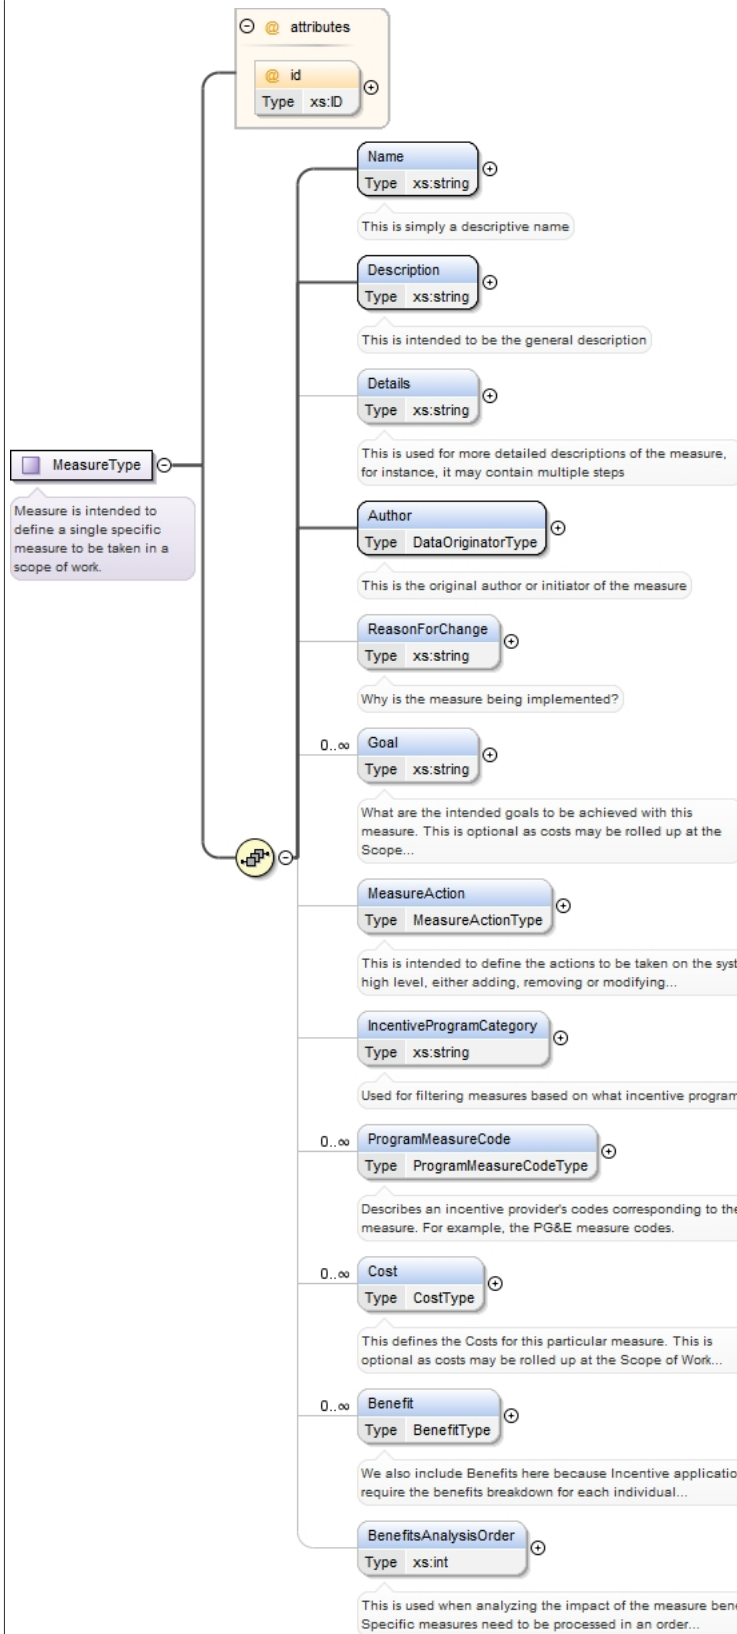 @ attributes
@ id
Type xs:ID
Name
Type xs:string
This is simply a descriptive name
Description
Type xs:string
This is intended to be the general description
Details
Type xs:string
This is used for more detailed descriptions of the measure,
for instance, it may contain multiple steps
MeasureType
Measure is intended to
define a single specific
measure to be taken in a
scope of work.
Author
Type DataOriginatorType
This is the original author or initiator of the measure
ReasonForChange
Type xs:string
Why is the measure being implemented?
0..∞
Goal
Type xs:string
What are the intended goals to be achieved with this
measure. This is optional as costs may be rolled up at the
Scope...
MeasureAction
Type MeasureActionType
This is intended to define the actions to be taken on the
high level, either adding, removing or modifying...
IncentiveProgramCategory
Type xs:string
Used for filtering measures based on what incentive program
0..∞
ProgramMeasureCode
Type ProgramMeasureCodeType
Describes an incentive provider's codes corresponding to the
measure. For example, the PG&E measure codes.
0..∞
Cost
Type CostType
This defines the Costs for this particular measure. This is
optional as costs may be rolled up at the Scope of Work...
0..∞
Benefit
Type BenefitType
We also include Benefits here because Incentive
require the benefits breakdown for each individual...
BenefitsAnalysisOrder
Type xs:int
This is used when analyzing the impact of the measure
Specific measures need to be processed in an order...